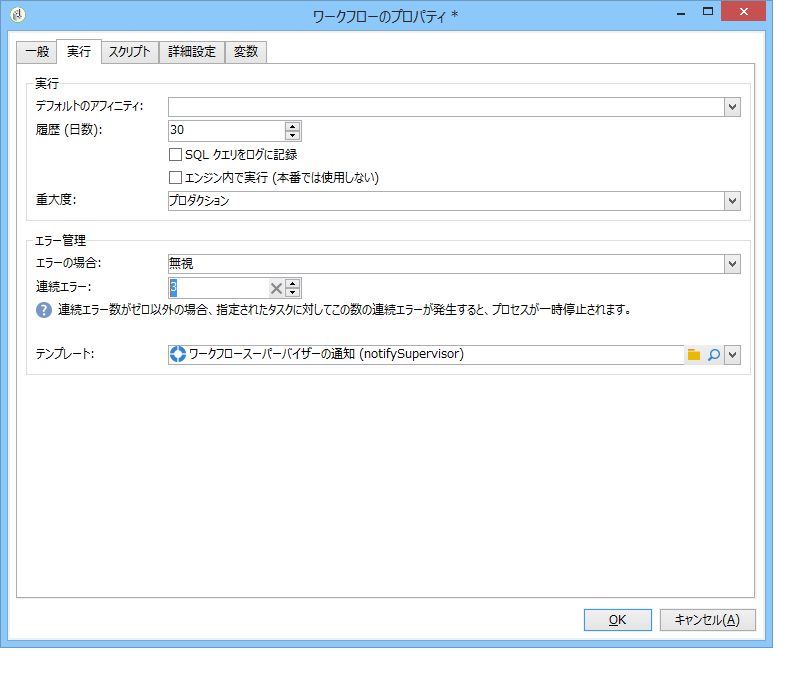 ワークフローのプロパティ *
一般 実行 スクリプト 詳細設定 変数
実行
デフォルトのアフィニティ:
履歴 (日数): 30
SQL クエリをログに記録
エンジン内で実行 (本番では使用しない)
重大度: プロダクション
エラー管理
エラーの場合: 無視
連続エラー: 3
連続エラー数がゼロ以外の場合、指定されたタスクに対してこの数の連続エラーが発生すると、プロセスが一時停止されます。
テンプレート: ワークフロースーパーバイザーの通知 (notifySupervisor)
OK キャンセル(A)